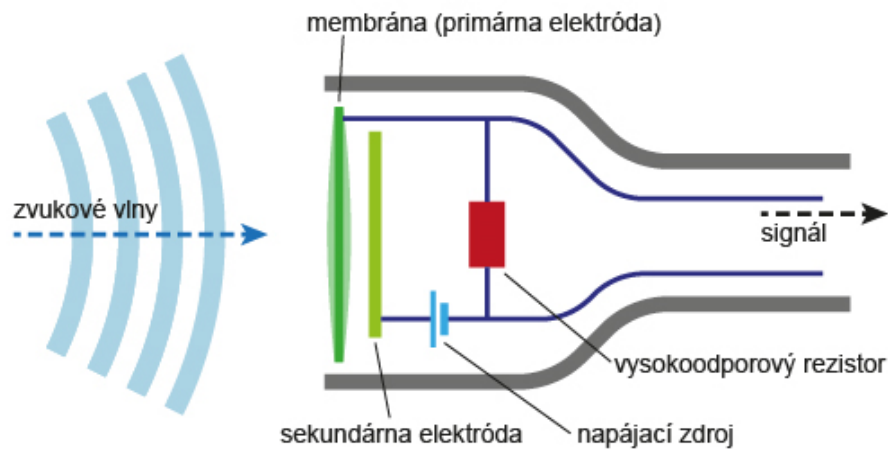 membrána (primárna elektróda)
zvukové vlny
signál
vysokoodporový rezistor
sekundárna elektróda
napájací zdroj